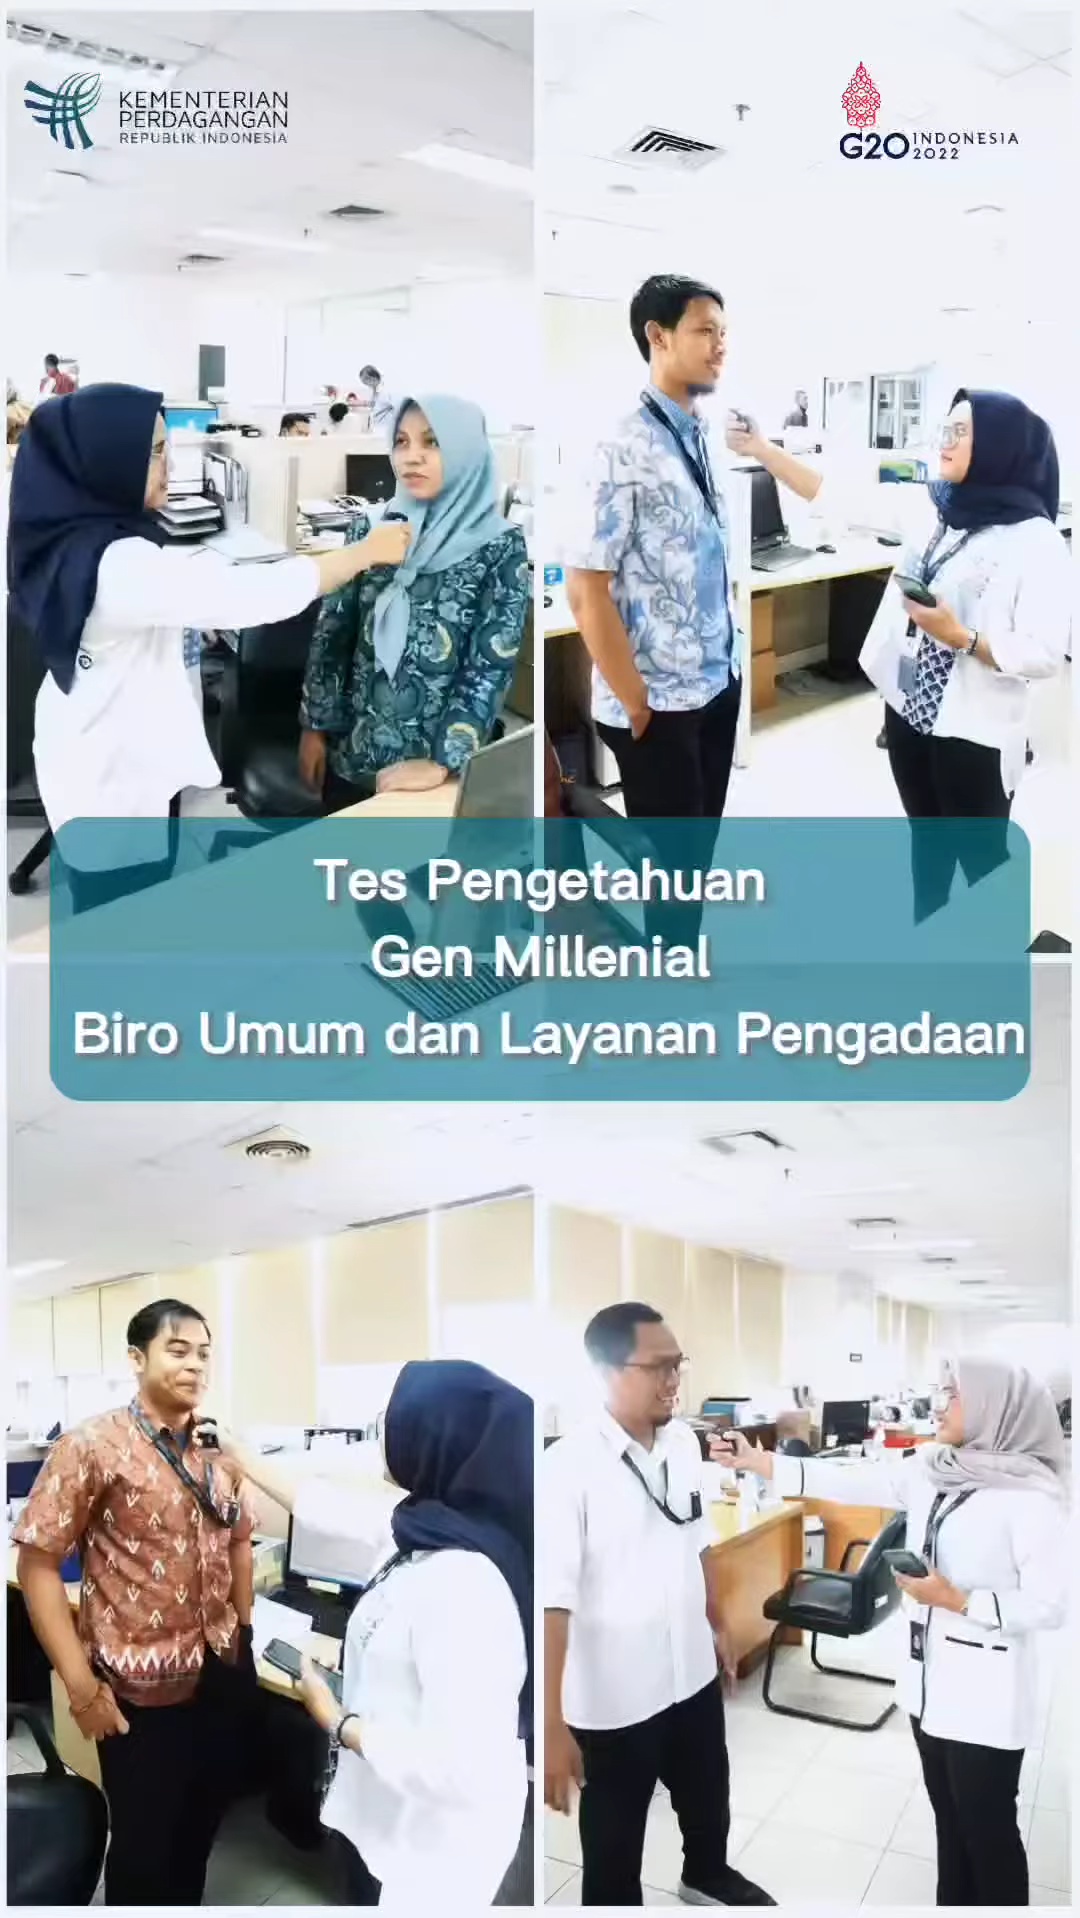 KEMENTERIAN
PERDAGANGAN
REPUBLIK INDONESIA
G20 INDONESIA
2022
Tes Pengetahuan
Gen Millenial
Biro Umum dan Layanan Pengadaan